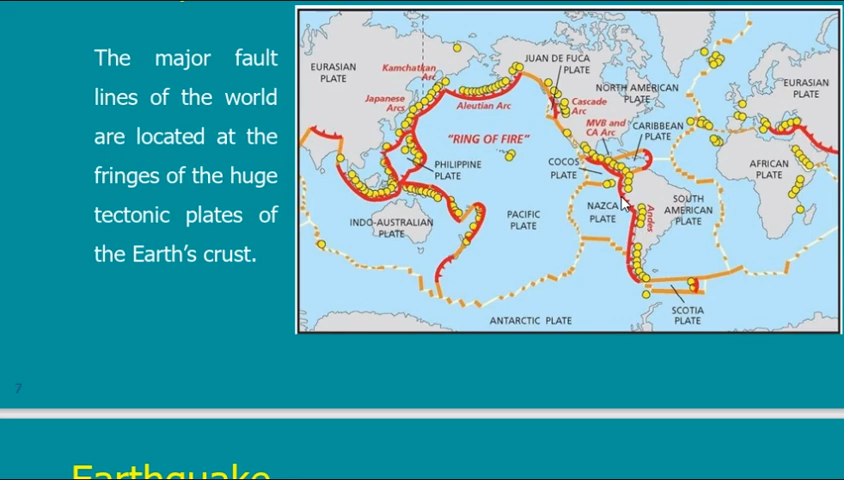 The major fault
lines of the world
are located at the
fringes of the huge
tectonic plates of
the Earth's crust.
EURASIAN
PLATE
Kamchatkan
Arc
Japanese
Arcs
Aleutian Arc
"RING OF FIRE"
PHILIPPINE
PLATE
INDO-AUSTRALIAN
PLATE
PACIFIC
PLATE
JUAN DE FUCA
PLATE
NORTH AMERICAN
PLATE
Cascade
Arc
MVB and
CA Arc
CARIBBEAN
PLATE
COCOS
PLATE
NAZCA
PLATE
Andes
SOUTH
AMERICAN
PLATE
EURASIAN
PLATE
AFRICAN
PLATE
SCOTIA
PLATE
ANTARCTIC PLATE
7
Earthquake